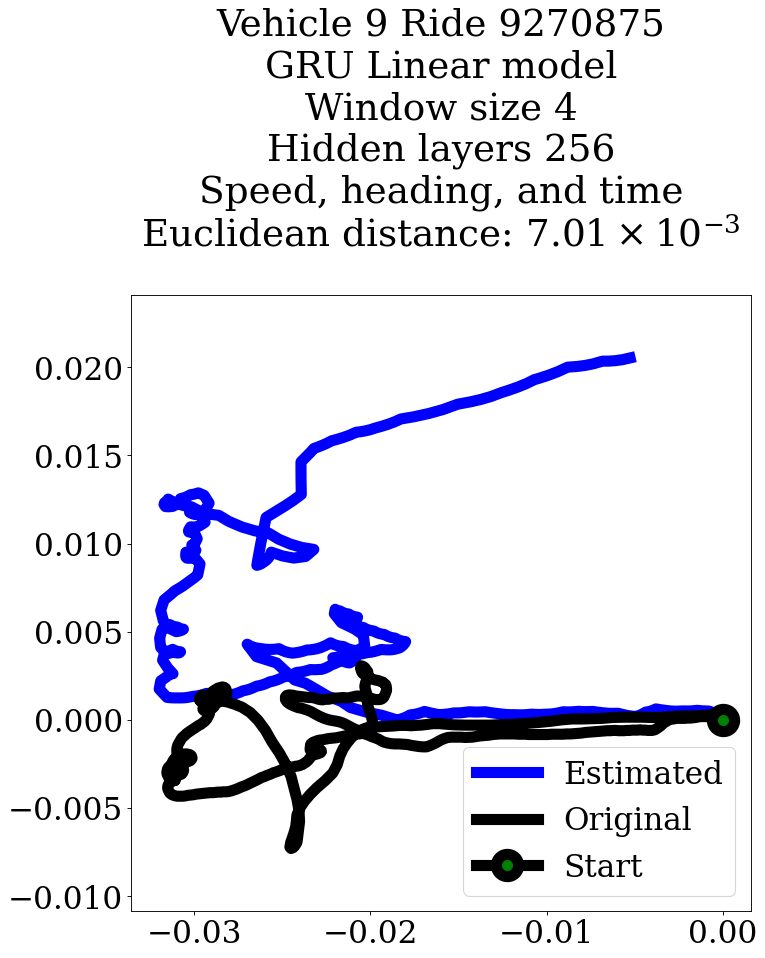 Vehicle 9 Ride 9270875
GRU Linear model
Window size 4
Hidden layers 256
Speed, heading, and time
Euclidean distance: 7.01 × 10⁻³
0.020
0.015
0.010
0.005
0.000
−0.005
−0.010
Estimated
Original
Start
−0.03 −0.02 −0.01 0.00